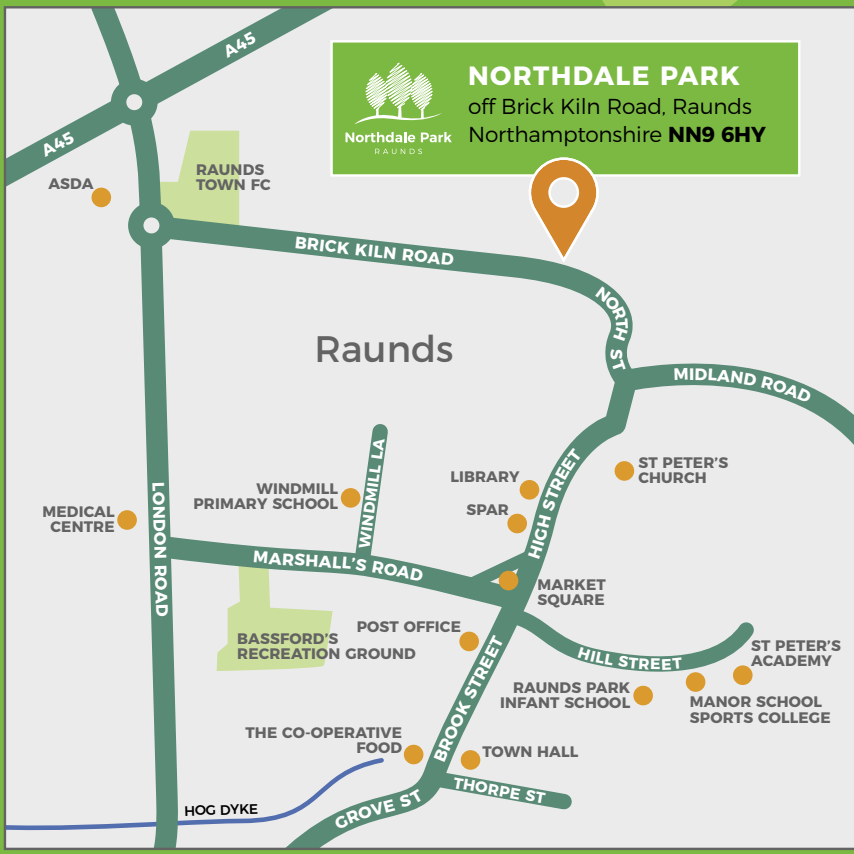 A45
A45
NORTHDALE PARK
off Brick Kiln Road, Raunds
Northamptonshire NN9 6HY
Northdale Park
RAUNDS
ASDA
RAUNDS
TOWN FC
BRICK KILN ROAD
NORTH ST
Raunds
MIDLAND ROAD
WINDMILL LA
LIBRARY
ST PETER'S
CHURCH
WINDMILL
PRIMARY SCHOOL
SPAR
HIGH STREET
MEDICAL
CENTRE
LONDON ROAD
MARSHALL'S ROAD
MARKET
SQUARE
POST OFFICE
BASSFORD'S
RECREATION GROUND
HILL STREET
ST PETER'S
ACADEMY
RAUNDS PARK
INFANT SCHOOL
MANOR SCHOOL
SPORTS COLLEGE
BROOK STREET
THE CO-OPERATIVE
FOOD
TOWN HALL
THORPE ST
GROVE ST
HOG DYKE